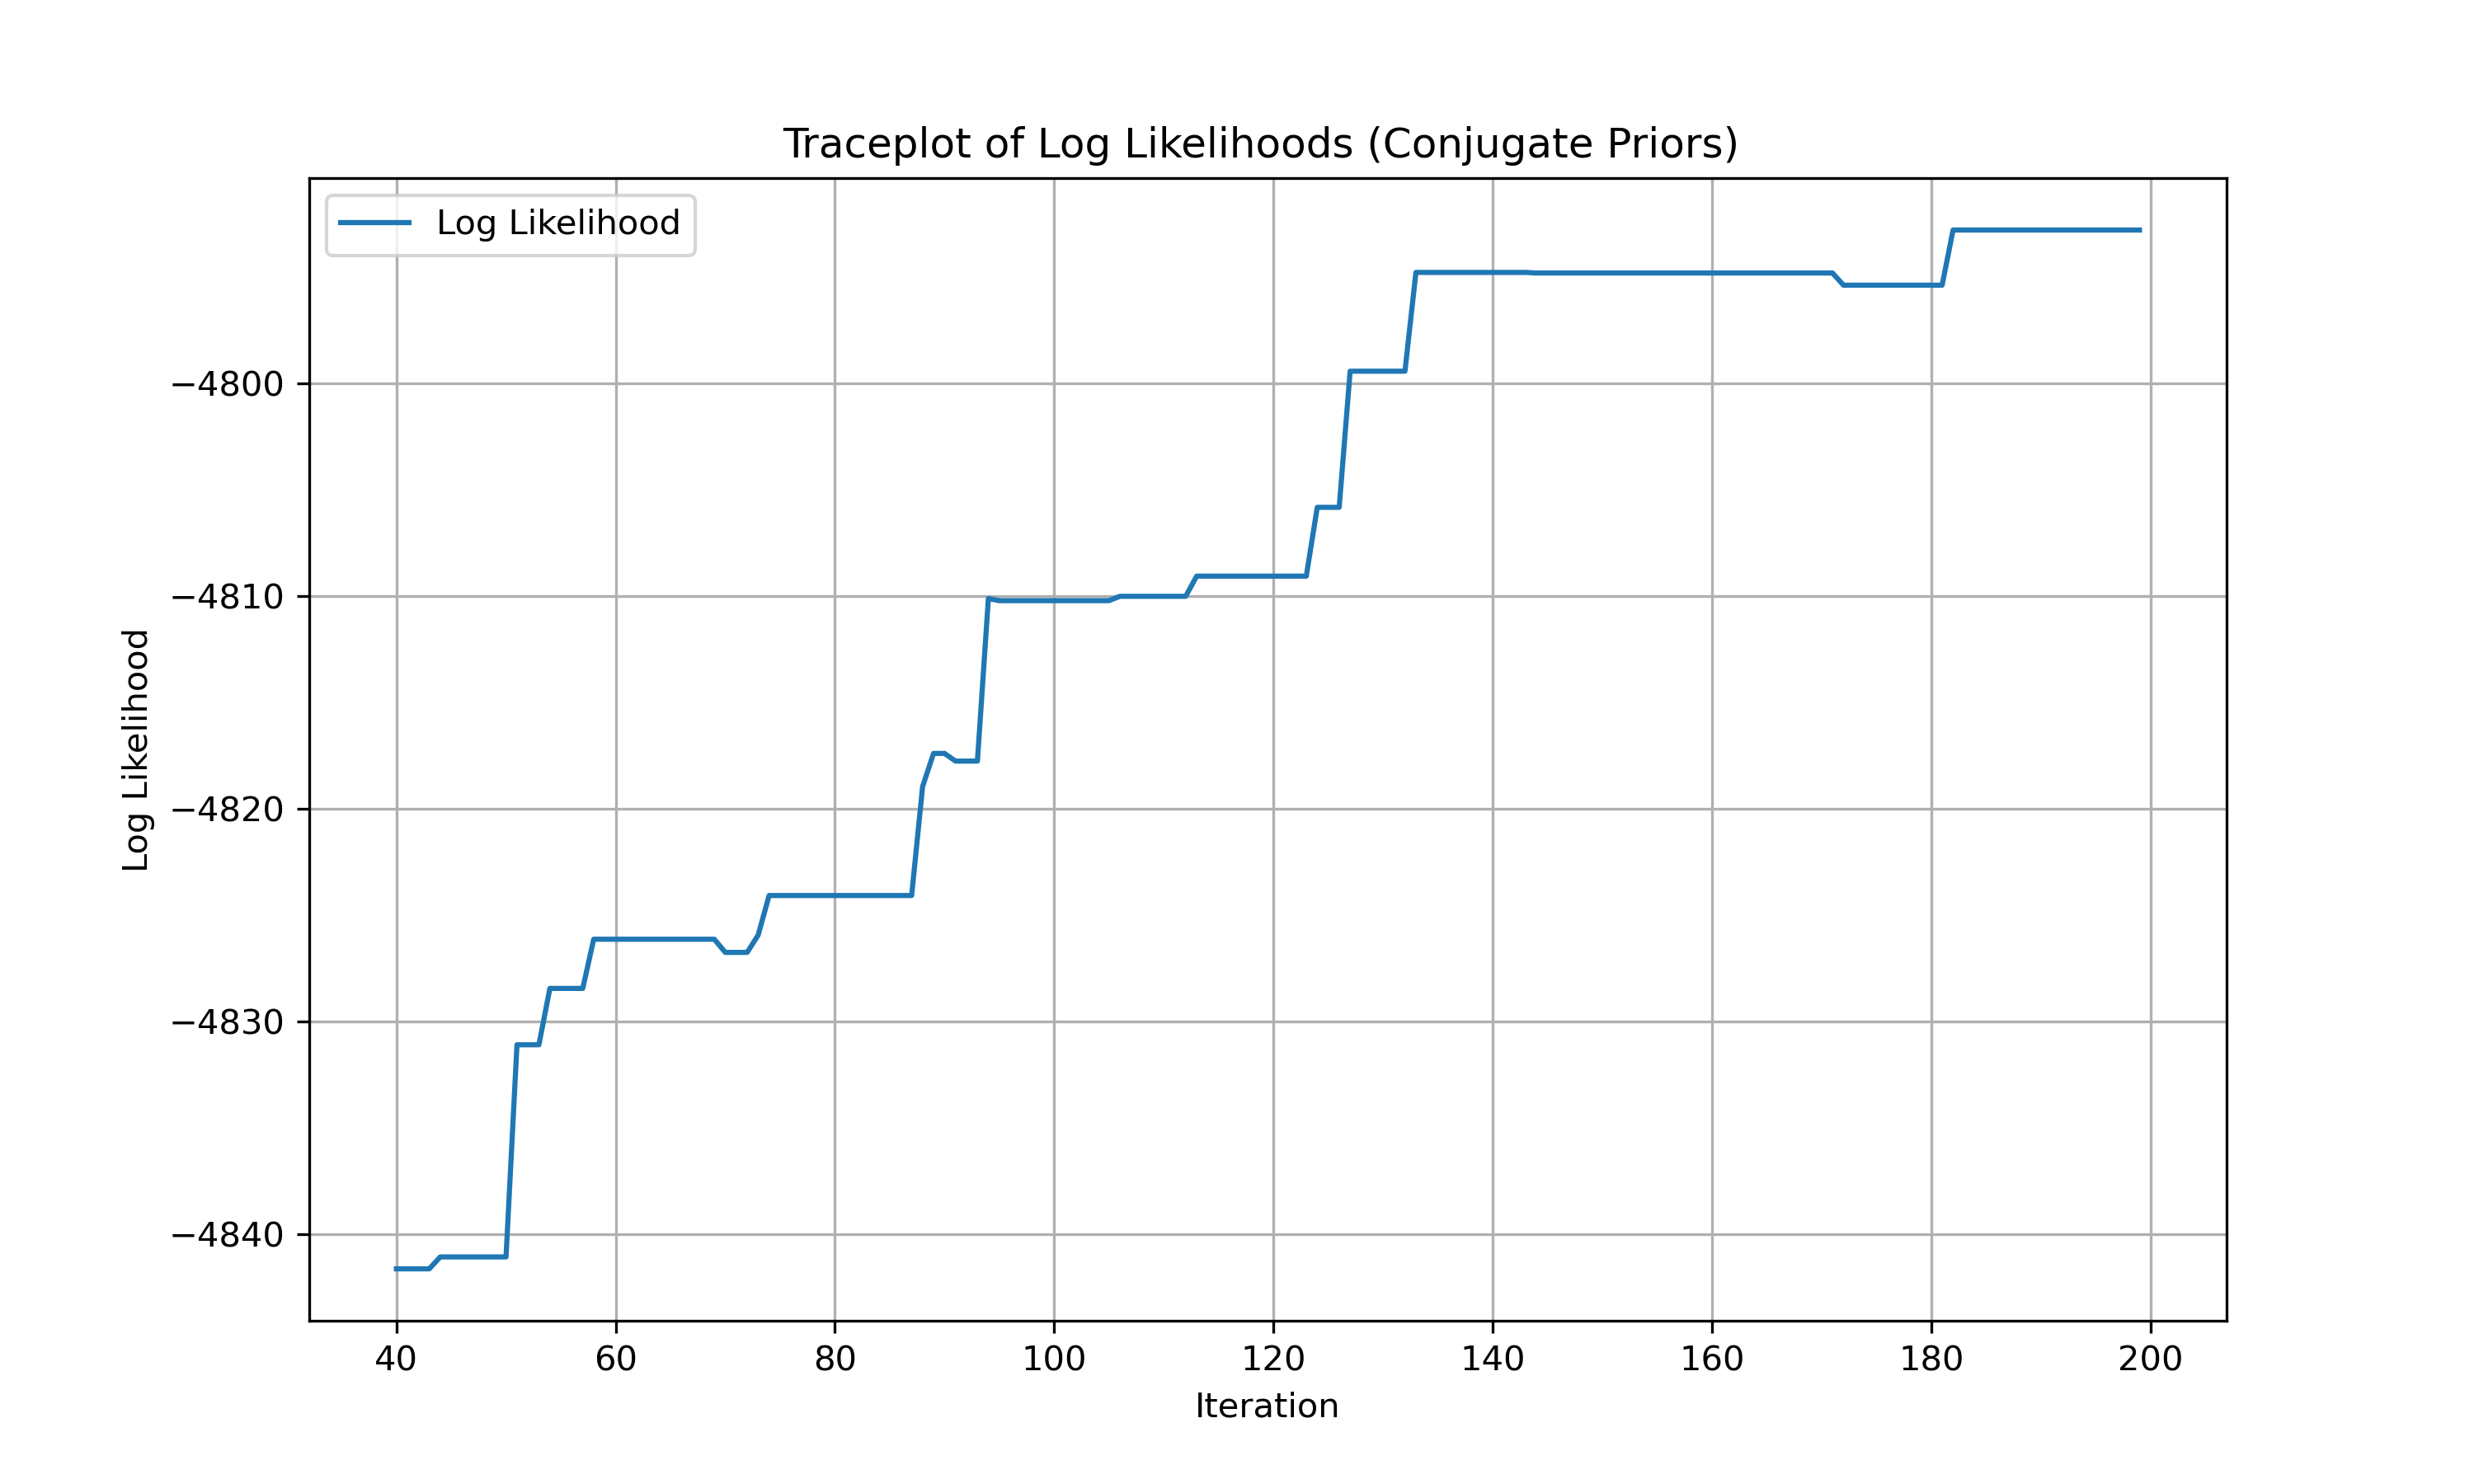 Traceplot of Log Likelihoods (Conjugate Priors)
Log Likelihood
−4800
−4810
−4820
−4830
−4840
Log Likelihood
40 60 80 100 120 140 160 180 200
Iteration